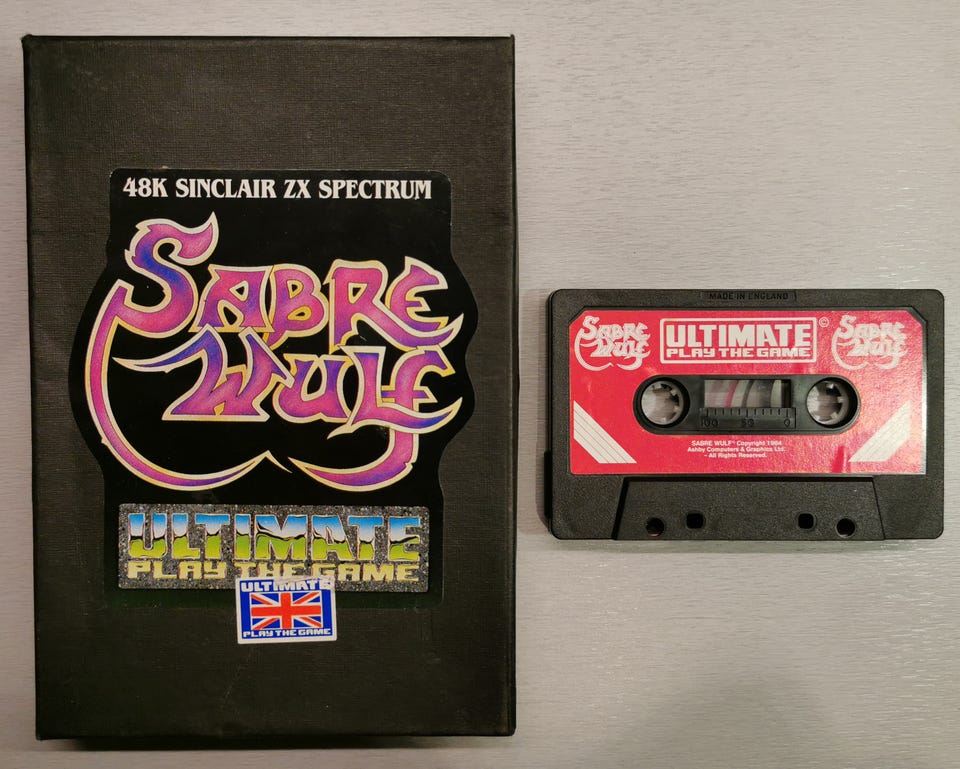 48K SINCLAIR ZX SPECTRUM
SABRE
WULF
ULTIMATE
PLAY THE GAME
ULTIMATE
PLAY THE GAME
MADE IN ENGLAND
SABRE
WULF
ULTIMATE ©
PLAY THE GAME
SABRE
WULF
100 50 0
SABRE WULF™ Copyright 1984
Ashby Computers & Graphics Ltd.
– All Rights Reserved.